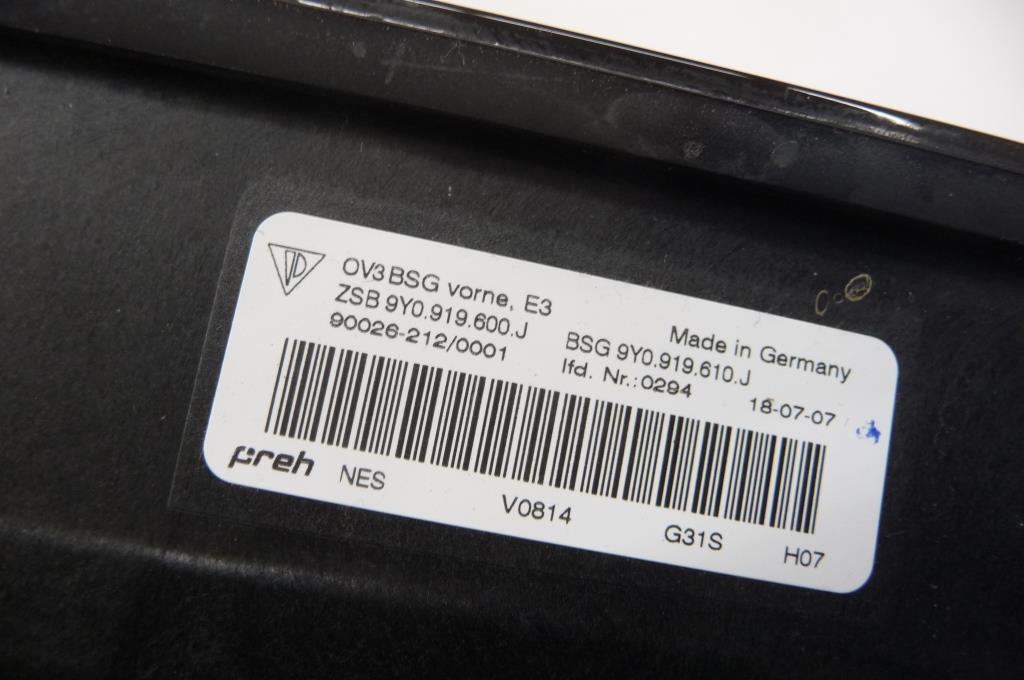 OV3 BSG vorne, E3
ZSB 9Y0.919.600.J
90026-212/0001
Made in Germany
BSG 9Y0.919.610.J
lfd. Nr.:0294
18-07-07
preh
NES
V0814
G31S
H07